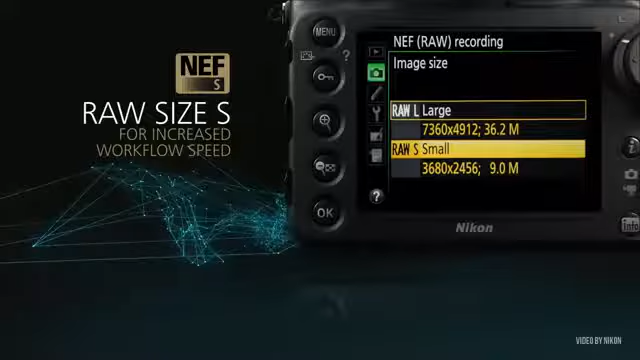 NEF
S
RAW SIZE S
FOR INCREASED
WORKFLOW SPEED
MENU
?
OK
NEF (RAW) recording
Image size
RAW L Large
7360x4912; 36.2 M
RAW S Small
3680x2456; 9.0 M
?
Nikon
i
info
VIDEO BY NIKON